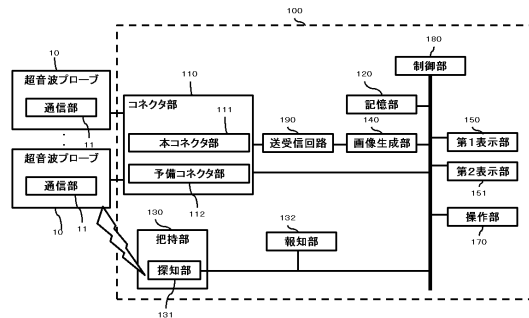 100
10
超音波プローブ
通信部
11
110
コネクタ部
111
本コネクタ部
予備コネクタ部
112
190
送受信回路
120
記憶部
140
画像生成部
180
制御部
150
第1表示部
第2表示部
151
操作部
170
超音波プローブ
通信部
10
11
130
把持部
探知部
131
132
報知部